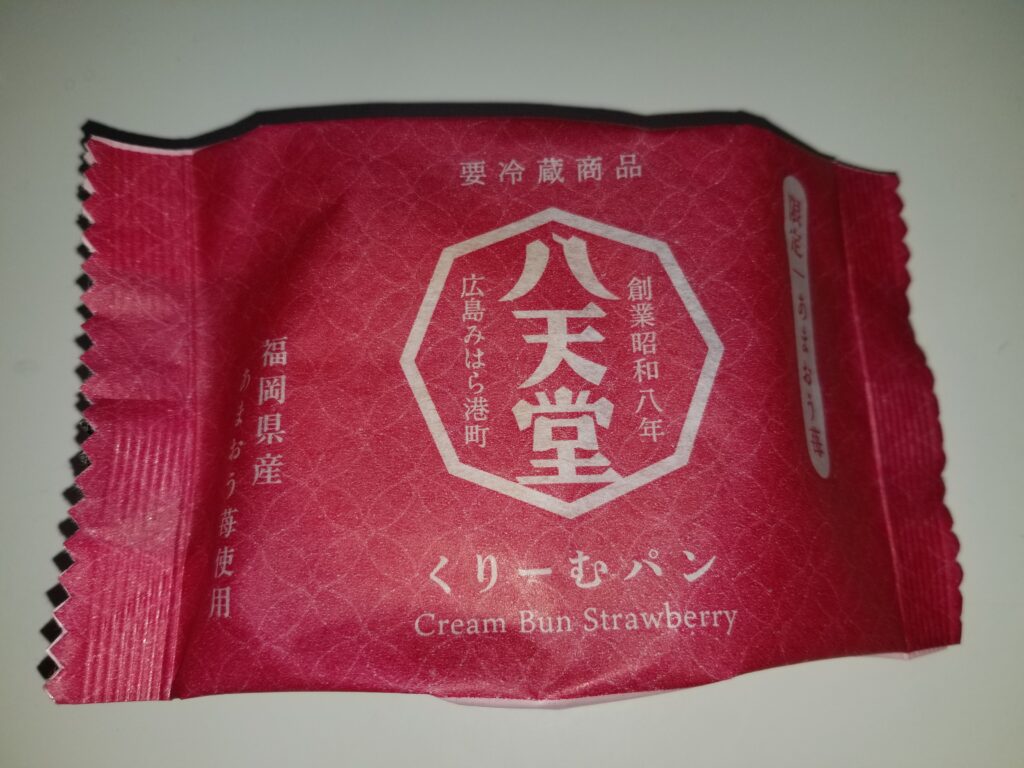 要冷蔵商品
創業昭和八年
八天堂
広島みはら港町
福岡県産
あまおう苺使用
くりーむパン
Cream Bun Strawberry